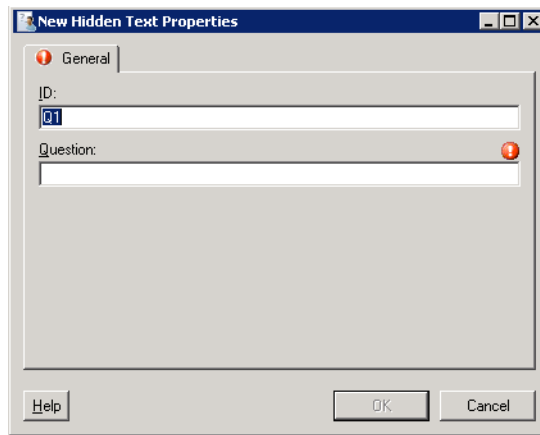 New Hidden Text Properties
General
ID:
Q1
Question:
Help
OK
Cancel